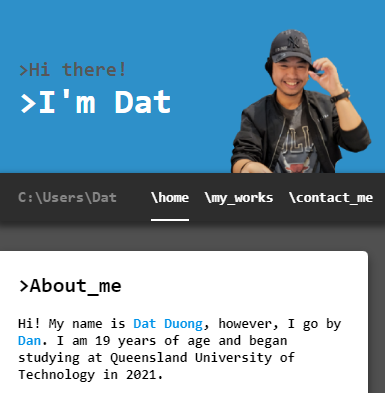 >Hi there!
>I'm Dat
C:\Users\Dat \home \my_works \contact_me
>About_me
Hi! My name is Dat Duong, however, I go by
Dan. I am 19 years of age and began
studying at Queensland University of
Technology in 2021.